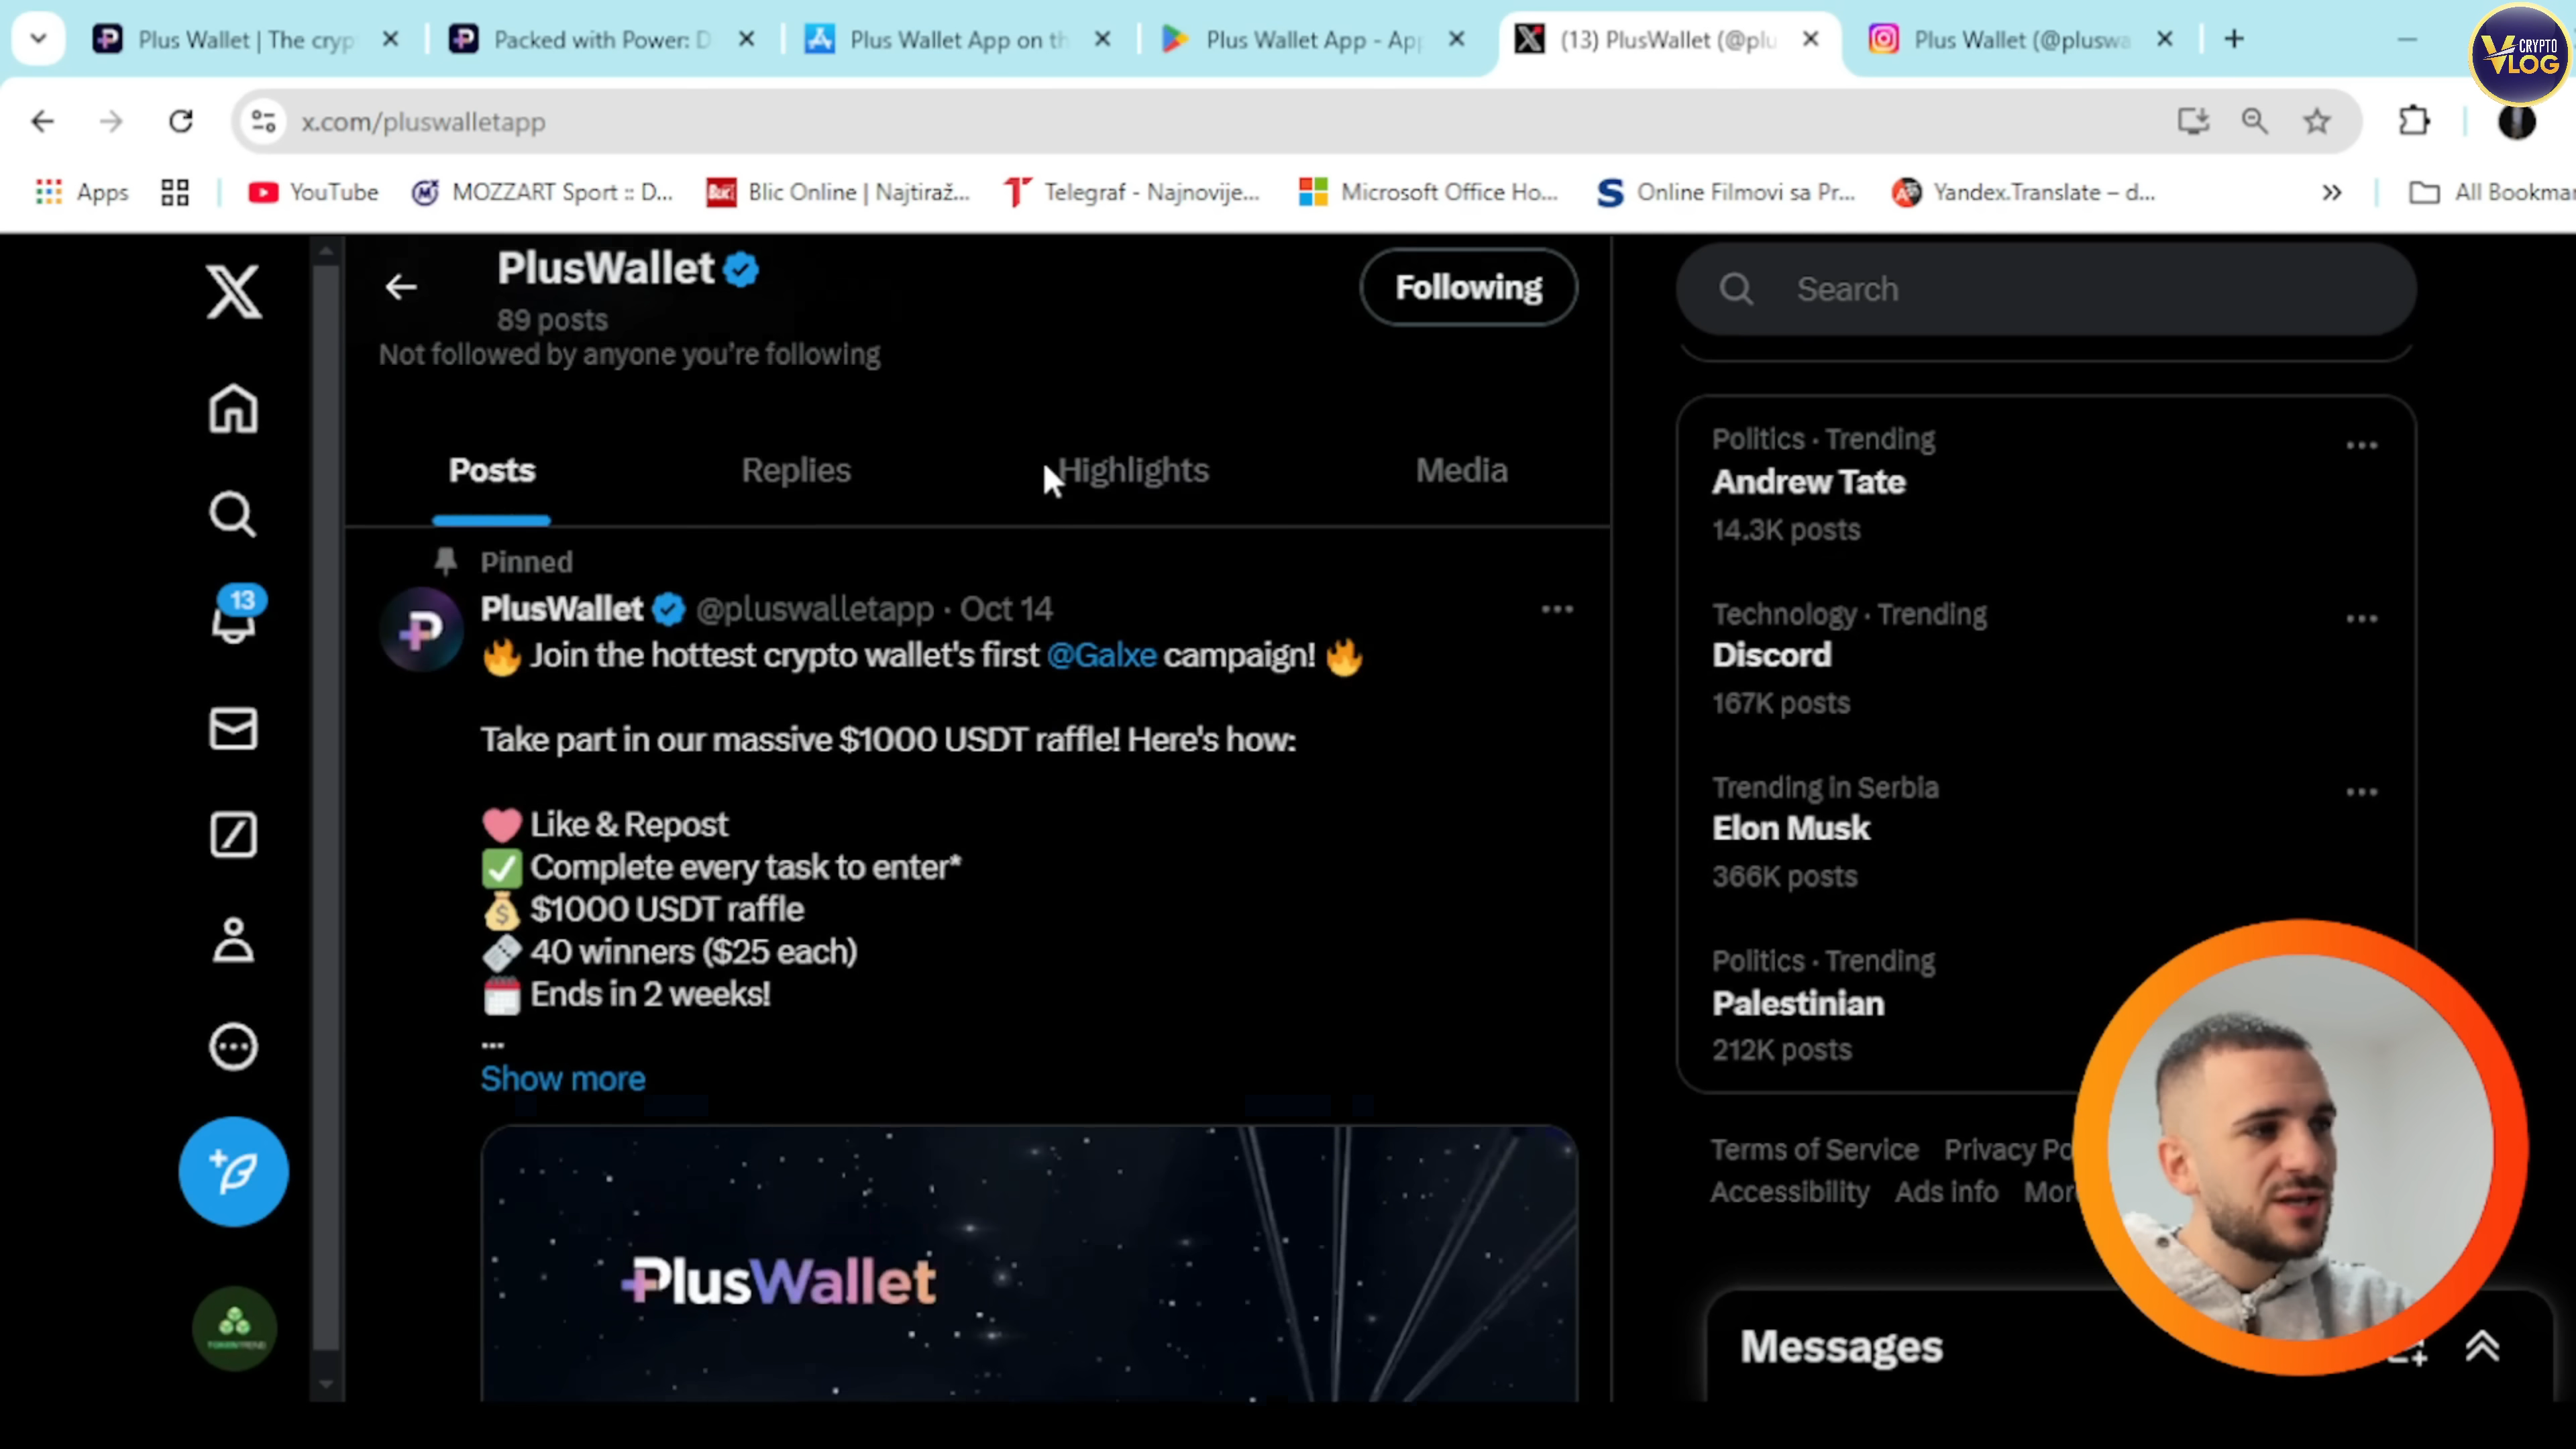 Plus Wallet | The cryp
Packed with Power: D
Plus Wallet App on th
Plus Wallet App - App
(13) PlusWallet (@plu
Plus Wallet (@pluswa
CRYPTO
VLOG
x.com/pluswalletapp
Apps
YouTube
MOZZART Sport :: D...
Blic Online | Najtiraž...
Telegraf - Najnovije...
Microsoft Office Ho...
Online Filmovi sa Pr...
Yandex.Translate – d...
All Bookmar
PlusWallet
89 posts
Following
Not followed by anyone you're following
Search
Posts
Replies
Highlights
Media
Pinned
PlusWallet @pluswalletapp · Oct 14
🔥 Join the hottest crypto wallet's first @Galxe campaign! 🔥
Take part in our massive $1000 USDT raffle! Here's how:
Like & Repost
✅ Complete every task to enter*
$1000 USDT raffle
40 winners ($25 each)
Ends in 2 weeks!
...
Show more
PlusWallet
13
Politics · Trending
Andrew Tate
14.3K posts
Technology · Trending
Discord
167K posts
Trending in Serbia
Elon Musk
366K posts
Politics · Trending
Palestinian
212K posts
Terms of Service Privacy Po
Accessibility Ads info Mor
Messages